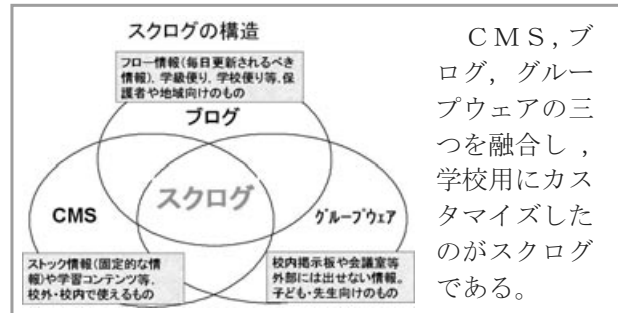 スクログの構造
フロー情報(毎日更新されるべき
情報)、学級便り、学校便り等、保
護者や地域向けのもの
ブログ
スクログ
CMS
グループウェア
ストック情報(固定的な情
報)や学習コンテンツ等、
校外・校内で使えるもの
校内掲示板や会議室等
外部には出せない情報。
子ども・先生向けのもの
CMS,ブ
ログ,グルー
プウェアの三
つを融合し,
学校用にカス
タマイズした
のがスクログ
である。